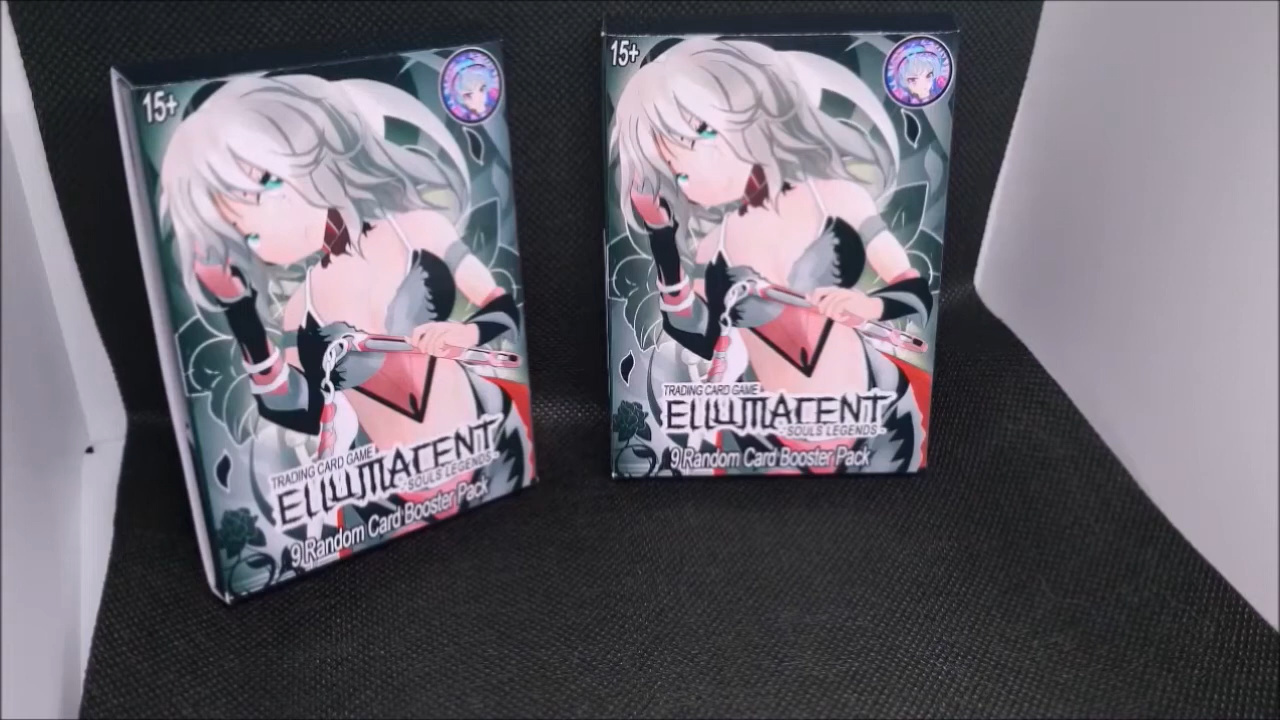 15+
TRADING CARD GAME
ELLUMACENT
- SOULS LEGENDS -
9 Random Card Booster Pack
15+
TRADING CARD GAME
ELLUMACENT
- SOULS LEGENDS -
9 Random Card Booster Pack